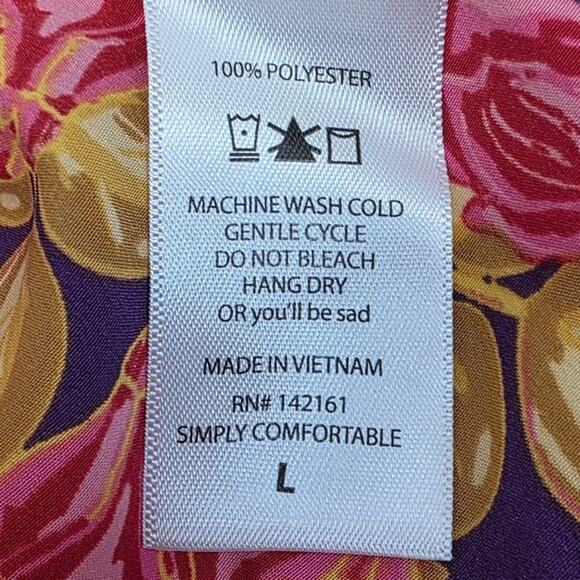 100% POLYESTER
MACHINE WASH COLD
GENTLE CYCLE
DO NOT BLEACH
HANG DRY
OR you'll be sad
MADE IN VIETNAM
RN# 142161
SIMPLY COMFORTABLE
L